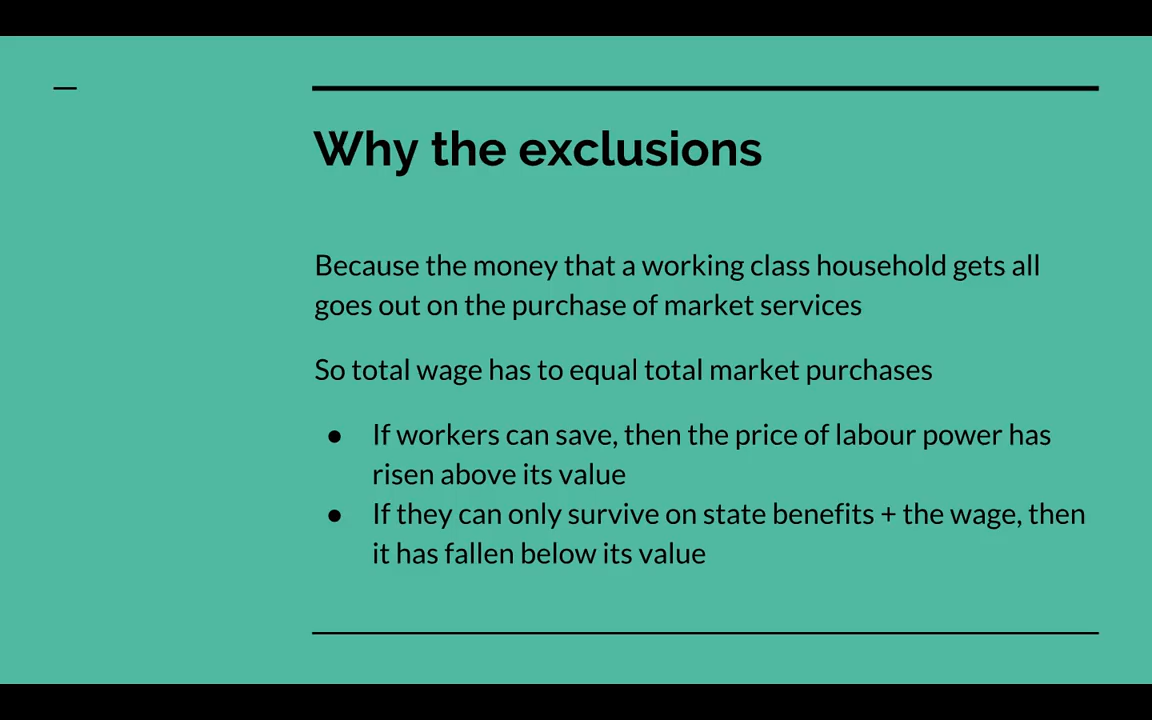 Why the exclusions
Because the money that a working class household gets all
goes out on the purchase of market services
So total wage has to equal total market purchases
● If workers can save, then the price of labour power has
risen above its value
● If they can only survive on state benefits + the wage, then
it has fallen below its value